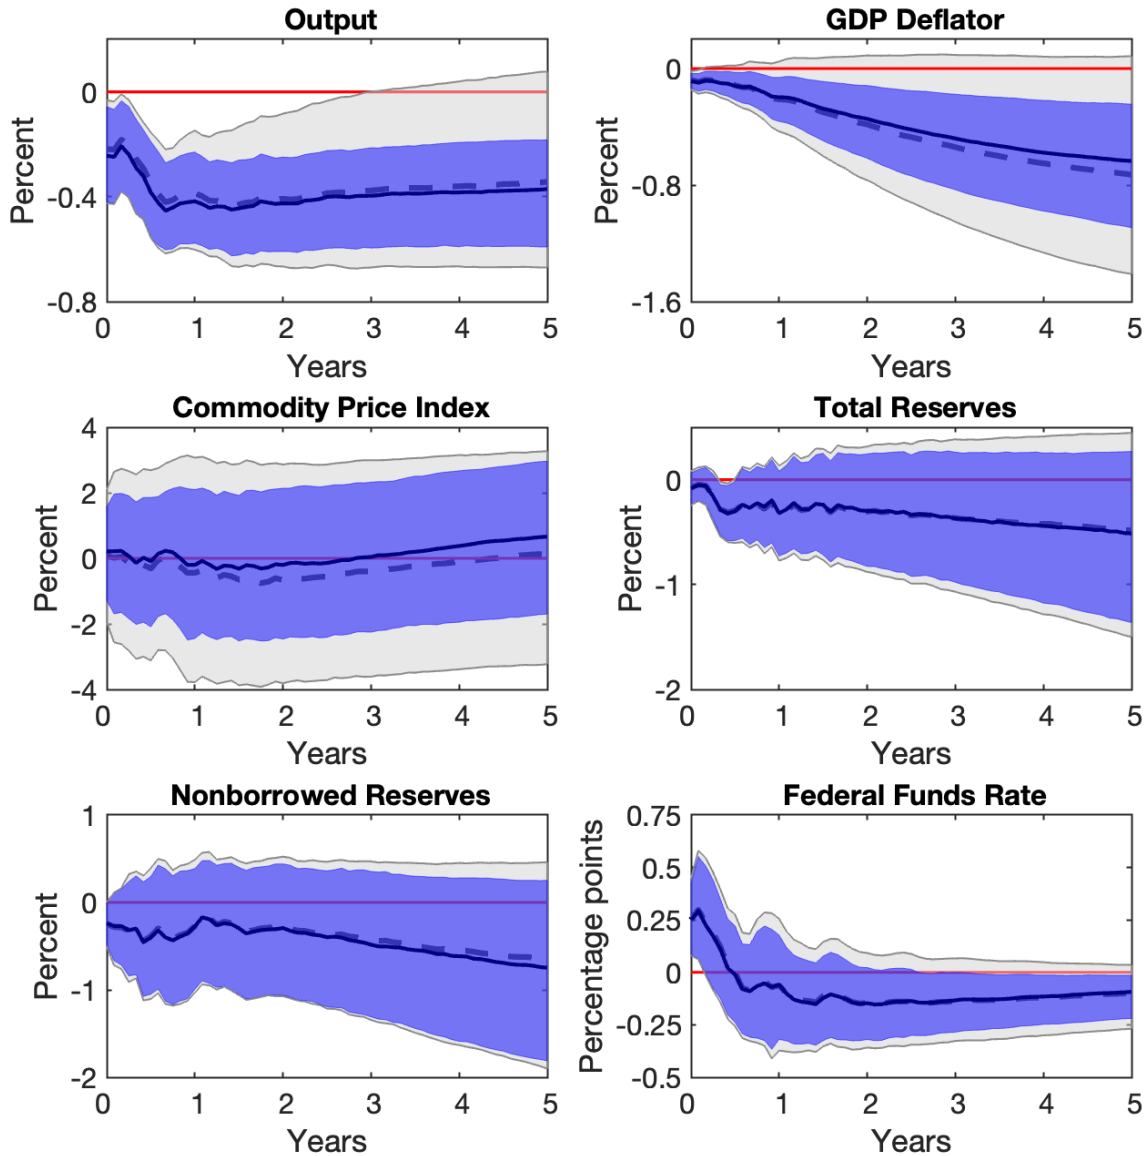 Output
GDP Deflator
Percent
0
-0.4
-0.8
0 1 2 3 4 5
Years
Percent
0
-0.8
-1.6
0 1 2 3 4 5
Years
Commodity Price Index
Total Reserves
Percent
4
2
0
-2
-4
0 1 2 3 4 5
Years
Percent
0
-1
-2
0 1 2 3 4 5
Years
Nonborrowed Reserves
Federal Funds Rate
Percent
1
0
-1
-2
0 1 2 3 4 5
Years
Percentage points
0.75
0.5
0.25
0
-0.25
-0.5
0 1 2 3 4 5
Years